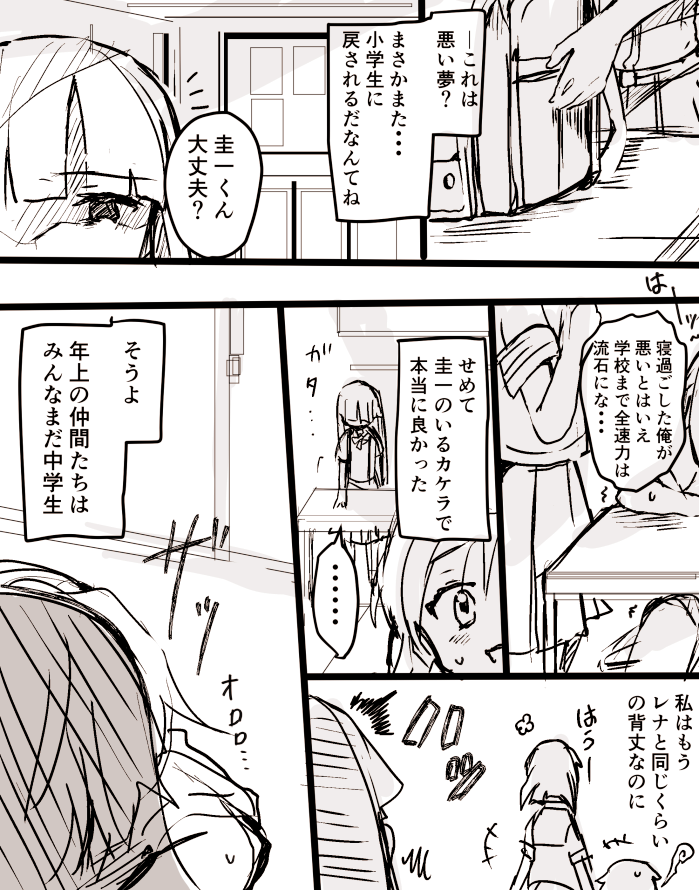 ―これは
悪い夢?
まさかまた・・・
小学生に
戻されるだなんてね
圭一くん
大丈夫?
はー
寝過ごした俺が
悪いとはいえ
学校まで全速力は
流石にな・・・
せめて
圭一のいるカケラで
本当に良かった
ガタ・・・
・・・・・・
そうよ
年上の仲間たちは
みんなまだ中学生
ザッ
オロロ…
私はもう
レナと同じくらい
の背丈なのに
はぅー